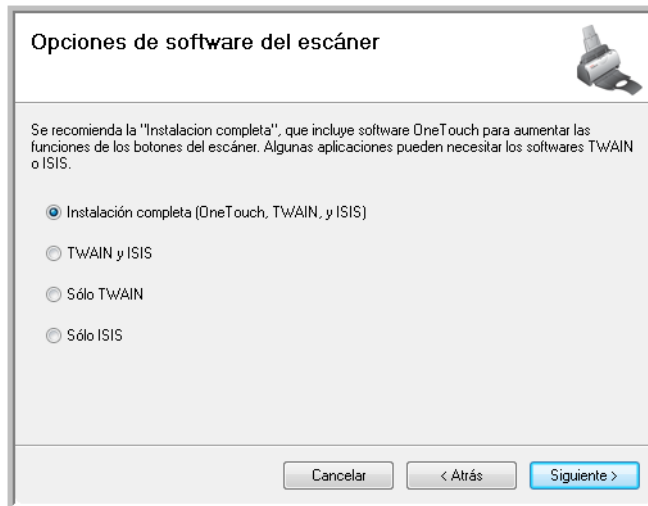 Opciones de software del escáner
Se recomienda la "Instalacion completa", que incluye software OneTouch para aumentar las
funciones de los botones del escáner. Algunas aplicaciones pueden necesitar los softwares TWAIN
o ISIS.
Instalación completa (OneTouch, TWAIN, y ISIS)
TWAIN y ISIS
Sólo TWAIN
Sólo ISIS
Cancelar
< Atrás
Siguiente >